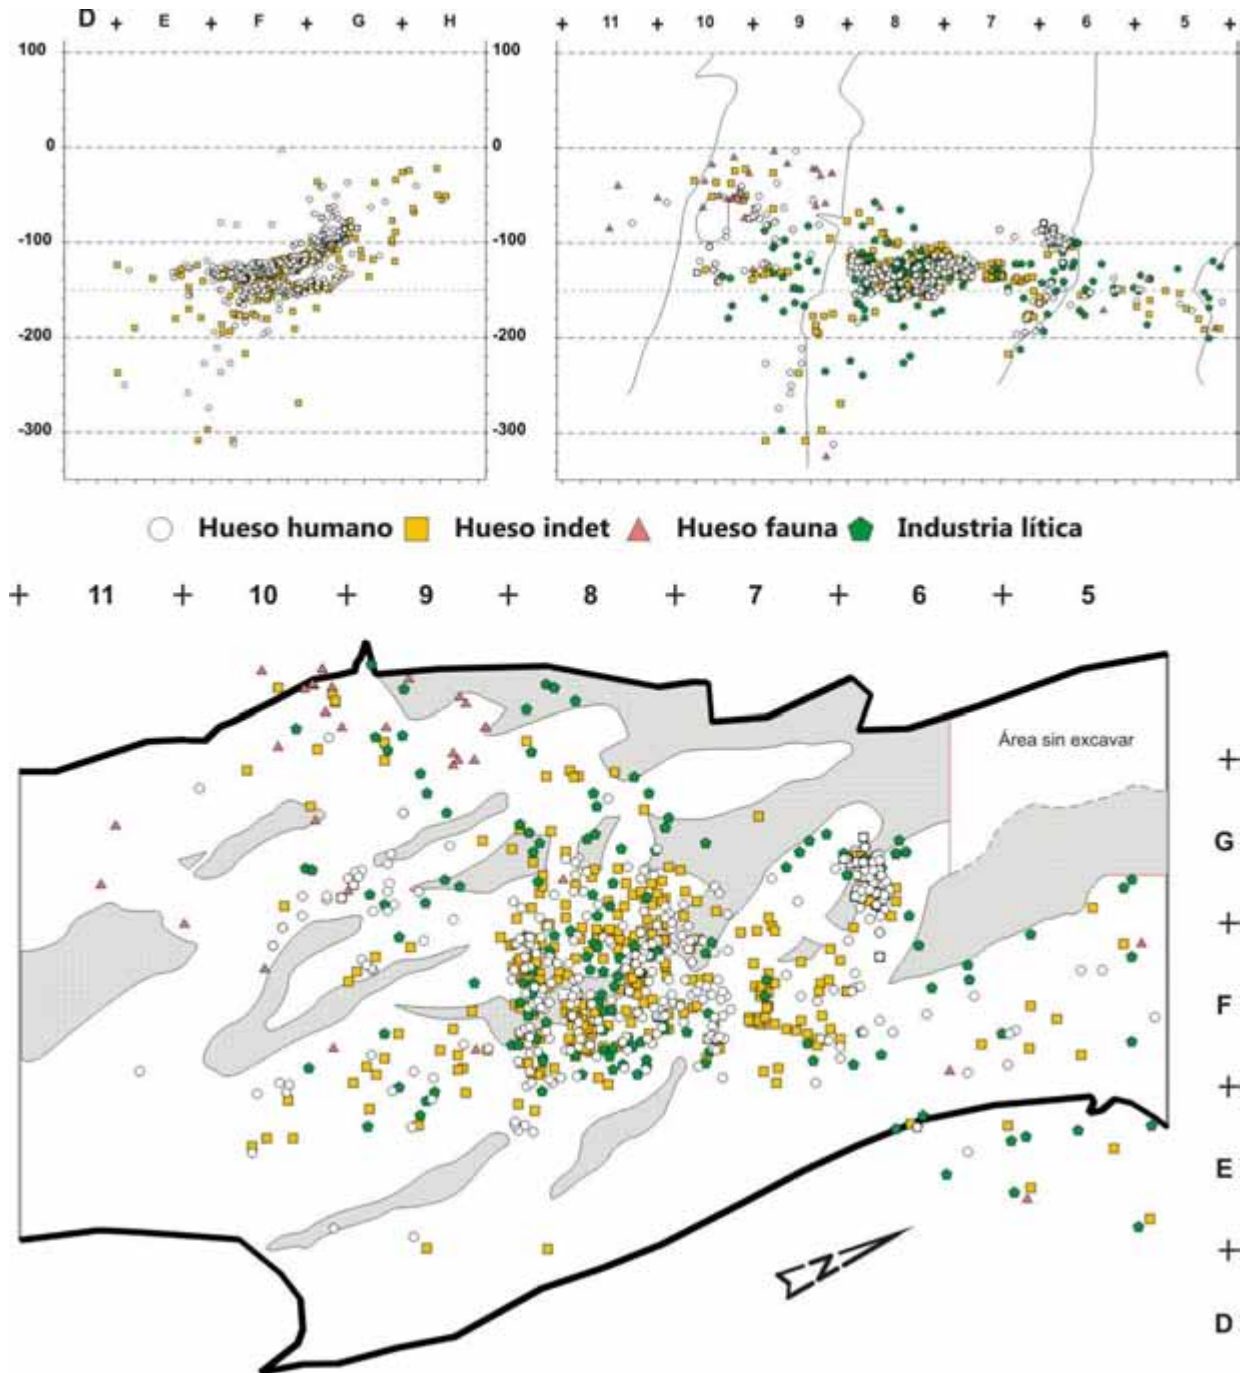 D + E + F + G + H
+ 11 + 10 + 9 + 8 + 7 + 6 + 5 +
100 100
0 0
-100 -100
-200 -200
-300 -300
Hueso humano Hueso indet Hueso fauna Industria lítica
+ 11 + 10 + 9 + 8 + 7 + 6 + 5
Área sin excavar
+
G
+
F
+
E
+
N
D